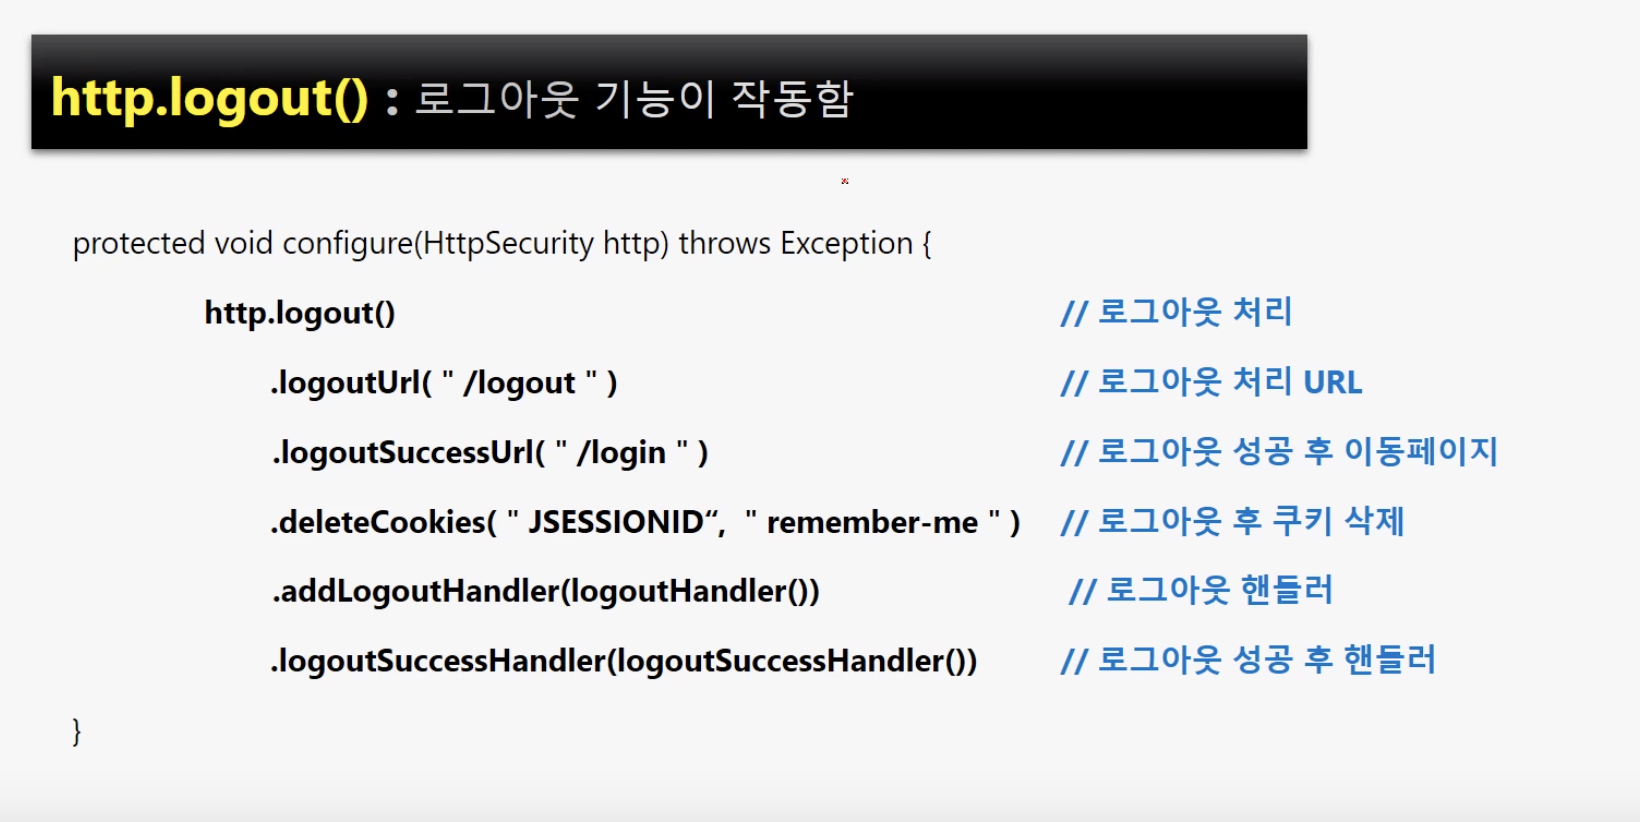 http.logout() : 로그아웃 기능이 작동함
protected void configure(HttpSecurity http) throws Exception {
http.logout() // 로그아웃 처리
.logoutUrl( " /logout " ) // 로그아웃 처리 URL
.logoutSuccessUrl( " /login " ) // 로그아웃 성공 후 이동페이지
.deleteCookies( " JSESSIONID“, " remember-me " ) // 로그아웃 후 쿠키 삭제
.addLogoutHandler(logoutHandler()) // 로그아웃 핸들러
.logoutSuccessHandler(logoutSuccessHandler()) // 로그아웃 성공 후 핸들러
}